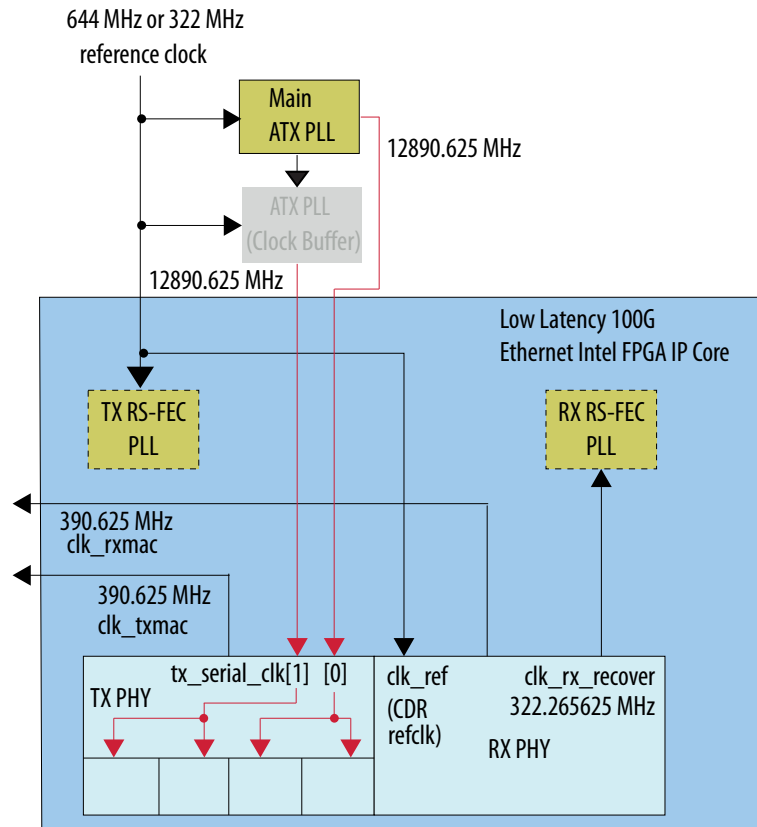 644 MHz or 322 MHz
reference clock
Main
ATX PLL
12890.625 MHz
ATX PLL
(Clock Buffer)
12890.625 MHz
Low Latency 100G
Ethernet Intel FPGA IP Core
TX RS-FEC
PLL
RX RS-FEC
PLL
390.625 MHz
clk_rxmac
390.625 MHz
clk_txmac
tx_serial_clk[1] [0]
TX PHY
clk_ref
(CDR
refclk)
clk_rx_recover
322.265625 MHz
RX PHY